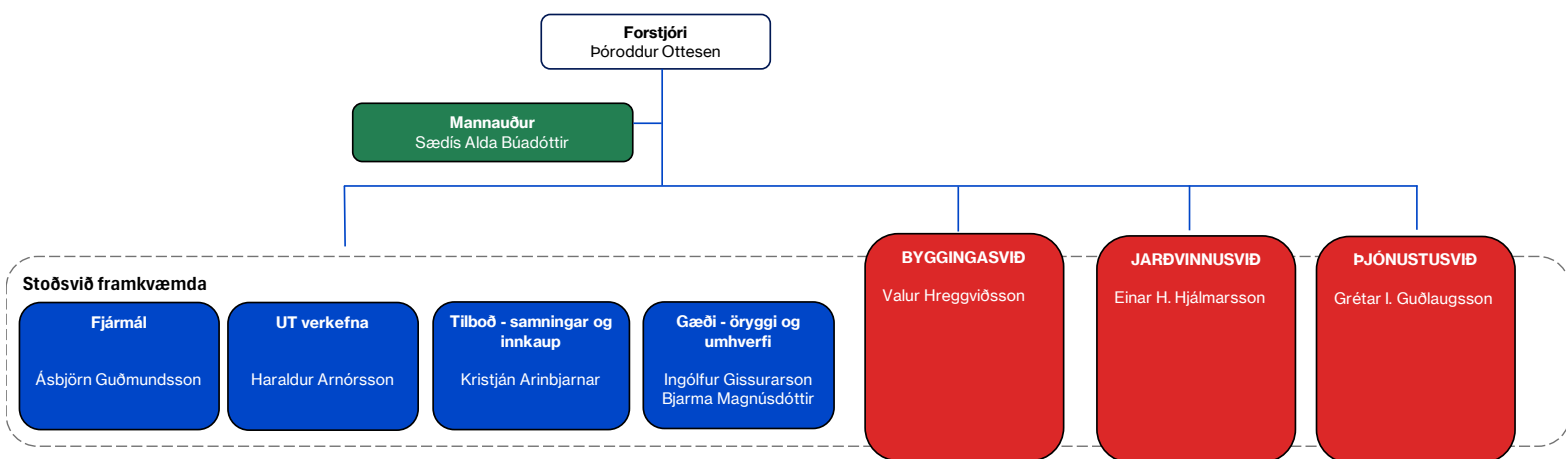 Forstjóri
Þóroddur Ottesen
Mannauður
Sædís Alda Búadóttir
Stoðsvið framkvæmda
Fjármál
Ásbjörn Guðmundsson
UT verkefna
Haraldur Arnórsson
Tilboð - samningar og
innkaup
Kristján Arinbjarnar
Gæði - öryggi og
umhverfi
Ingólfur Gissurarson
Bjarma Magnúsdóttir
BYGGINGASVIÐ
Valur Hreggviðsson
JARÐVINNUSVIÐ
Einar H. Hjálmarsson
ÞJÓNUSTUSVIÐ
Grétar I. Guðlaugsson